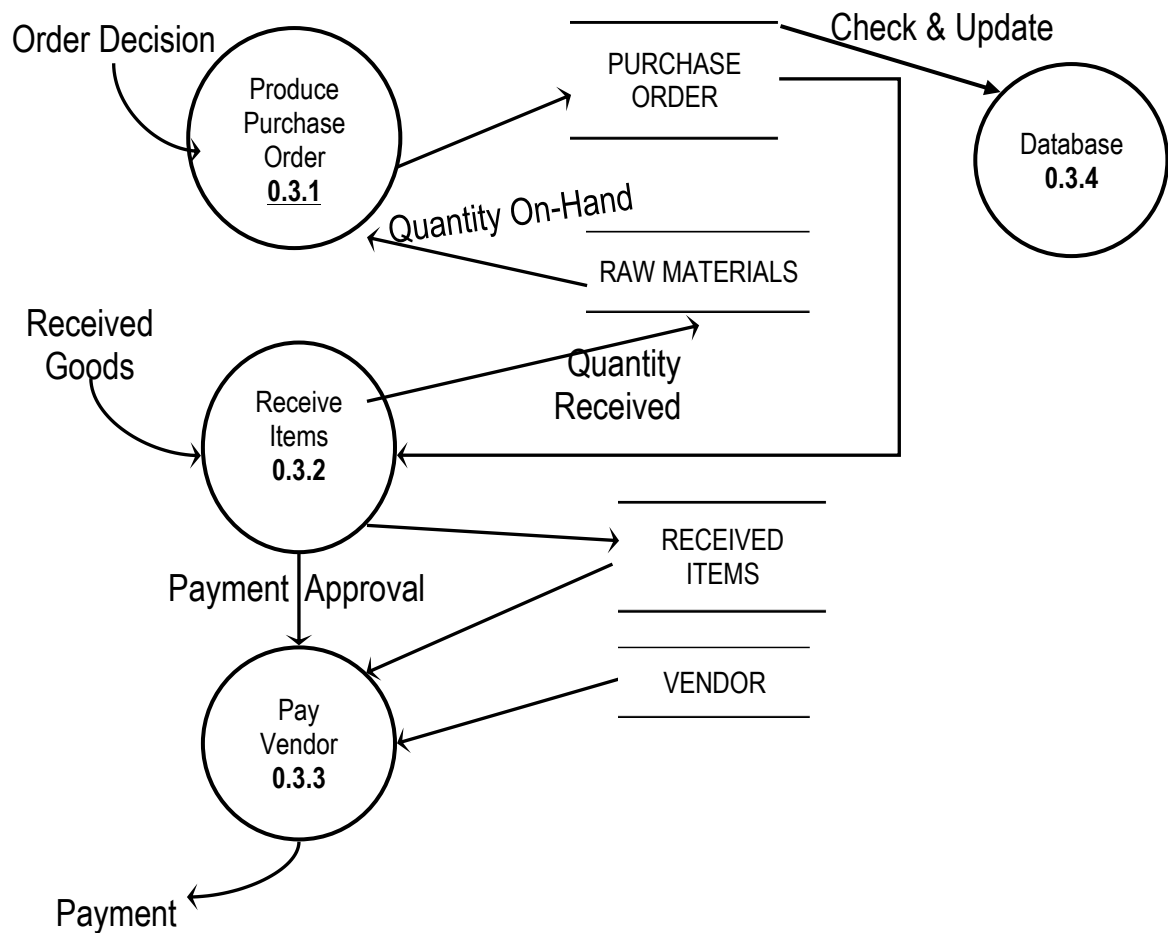 Order Decision
Produce
Purchase
Order
0.3.1
PURCHASE
ORDER
Check & Update
Database
0.3.4
Quantity On-Hand
RAW MATERIALS
Received
Goods
Quantity
Received
Receive
Items
0.3.2
RECEIVED
ITEMS
Payment Approval
VENDOR
Pay
Vendor
0.3.3
Payment